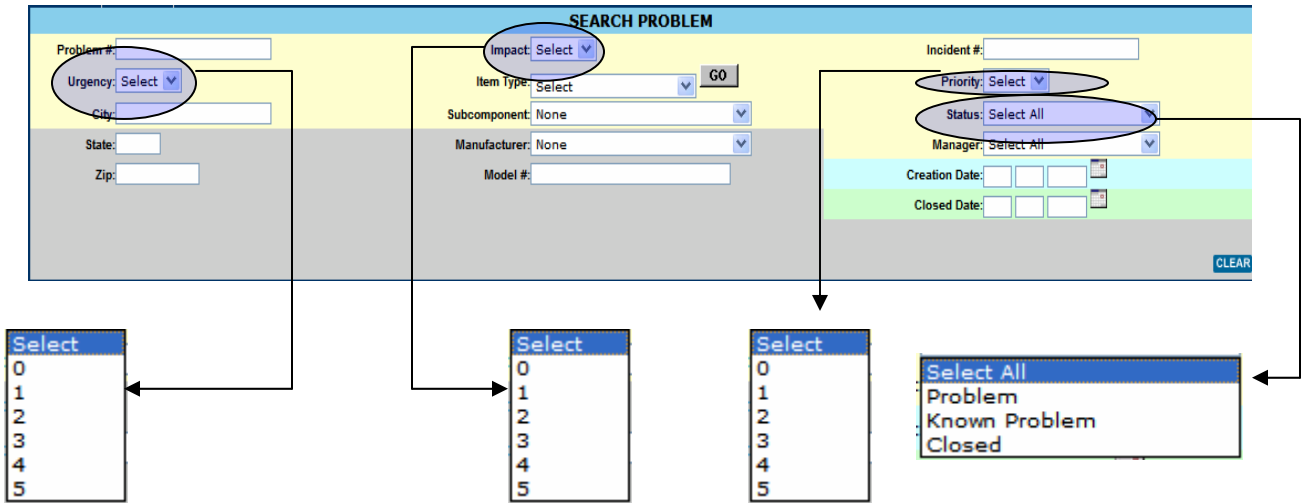 SEARCH PROBLEM
Problem #:
Impact: Select
Incident #:
Urgency: Select
Item Type: Select GO
Priority: Select
City:
Subcomponent: None
Status: Select All
State:
Manufacturer: None
Manager: Select All
Zip:
Model #:
Creation Date:
Closed Date:
CLEAR
Select
0
1
2
3
4
5
Select
0
1
2
3
4
5
Select
0
1
2
3
4
5
Select All
Problem
Known Problem
Closed